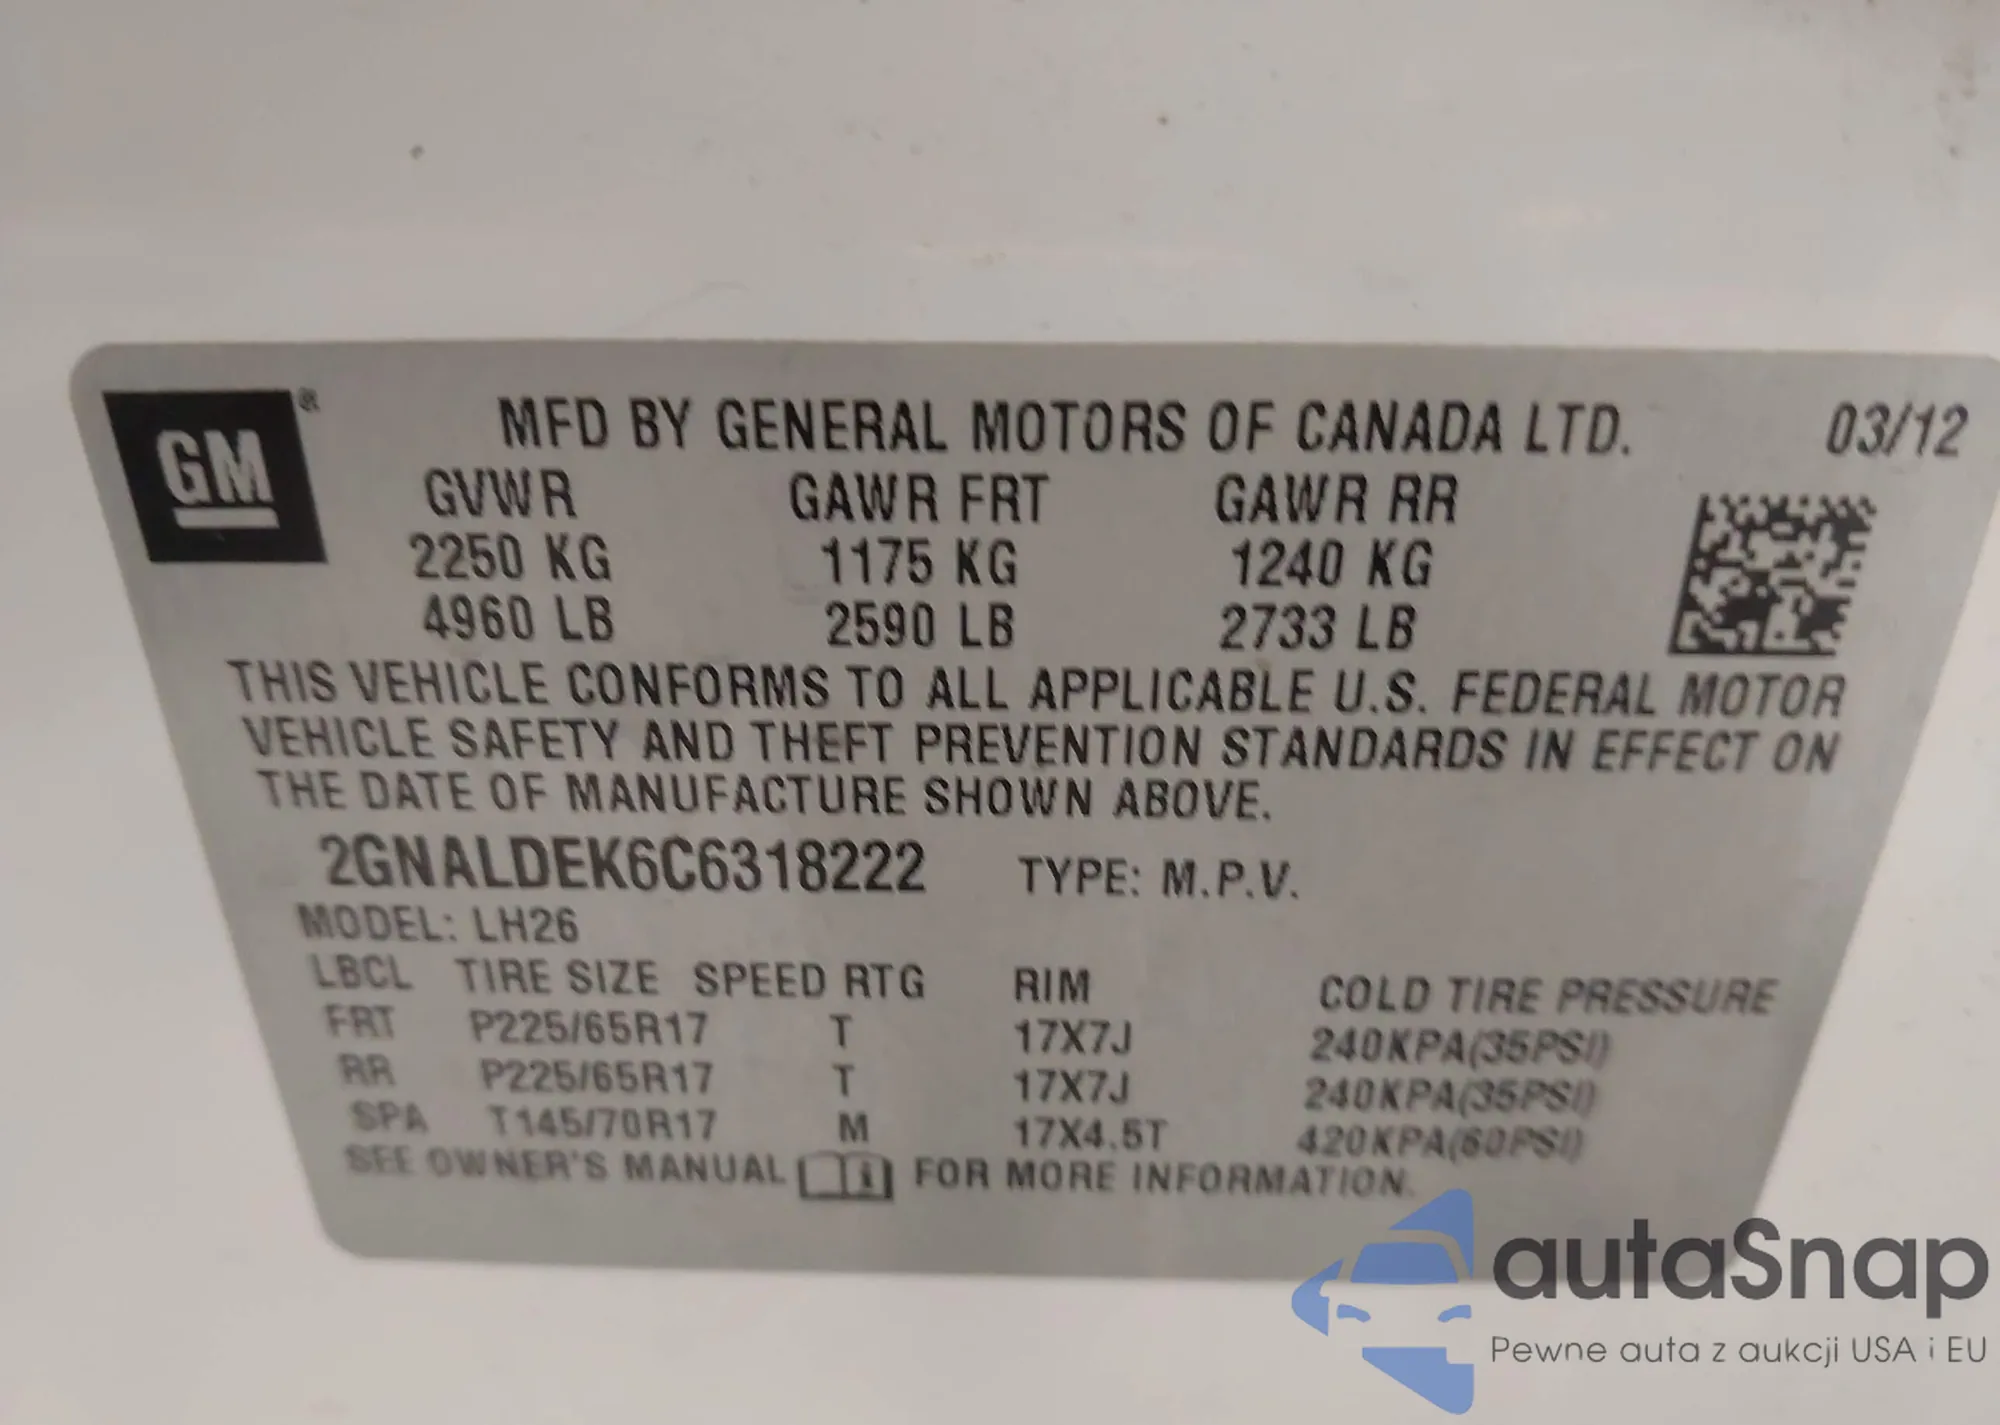 GM ®
MFD BY GENERAL MOTORS OF CANADA LTD. 03/12
GVWR GAWR FRT GAWR RR
2250 KG 1175 KG 1240 KG
4960 LB 2590 LB 2733 LB
THIS VEHICLE CONFORMS TO ALL APPLICABLE U.S. FEDERAL MOTOR
VEHICLE SAFETY AND THEFT PREVENTION STANDARDS IN EFFECT ON
THE DATE OF MANUFACTURE SHOWN ABOVE.
2GNALDEK6C6318222 TYPE: M.P.V.
MODEL: LH26
LBCL TIRE SIZE SPEED RTG RIM COLD TIRE PRESSURE
FRT P225/65R17 T 17X7J 240KPA(35PSI)
RR P225/65R17 T 17X7J 240KPA(35PSI)
SPA T145/70R17 M 17X4.5T 420KPA(60PSI)
SEE OWNER'S MANUAL FOR MORE INFORMATION.
autaSnap
Pewne auta z aukcji USA i EU